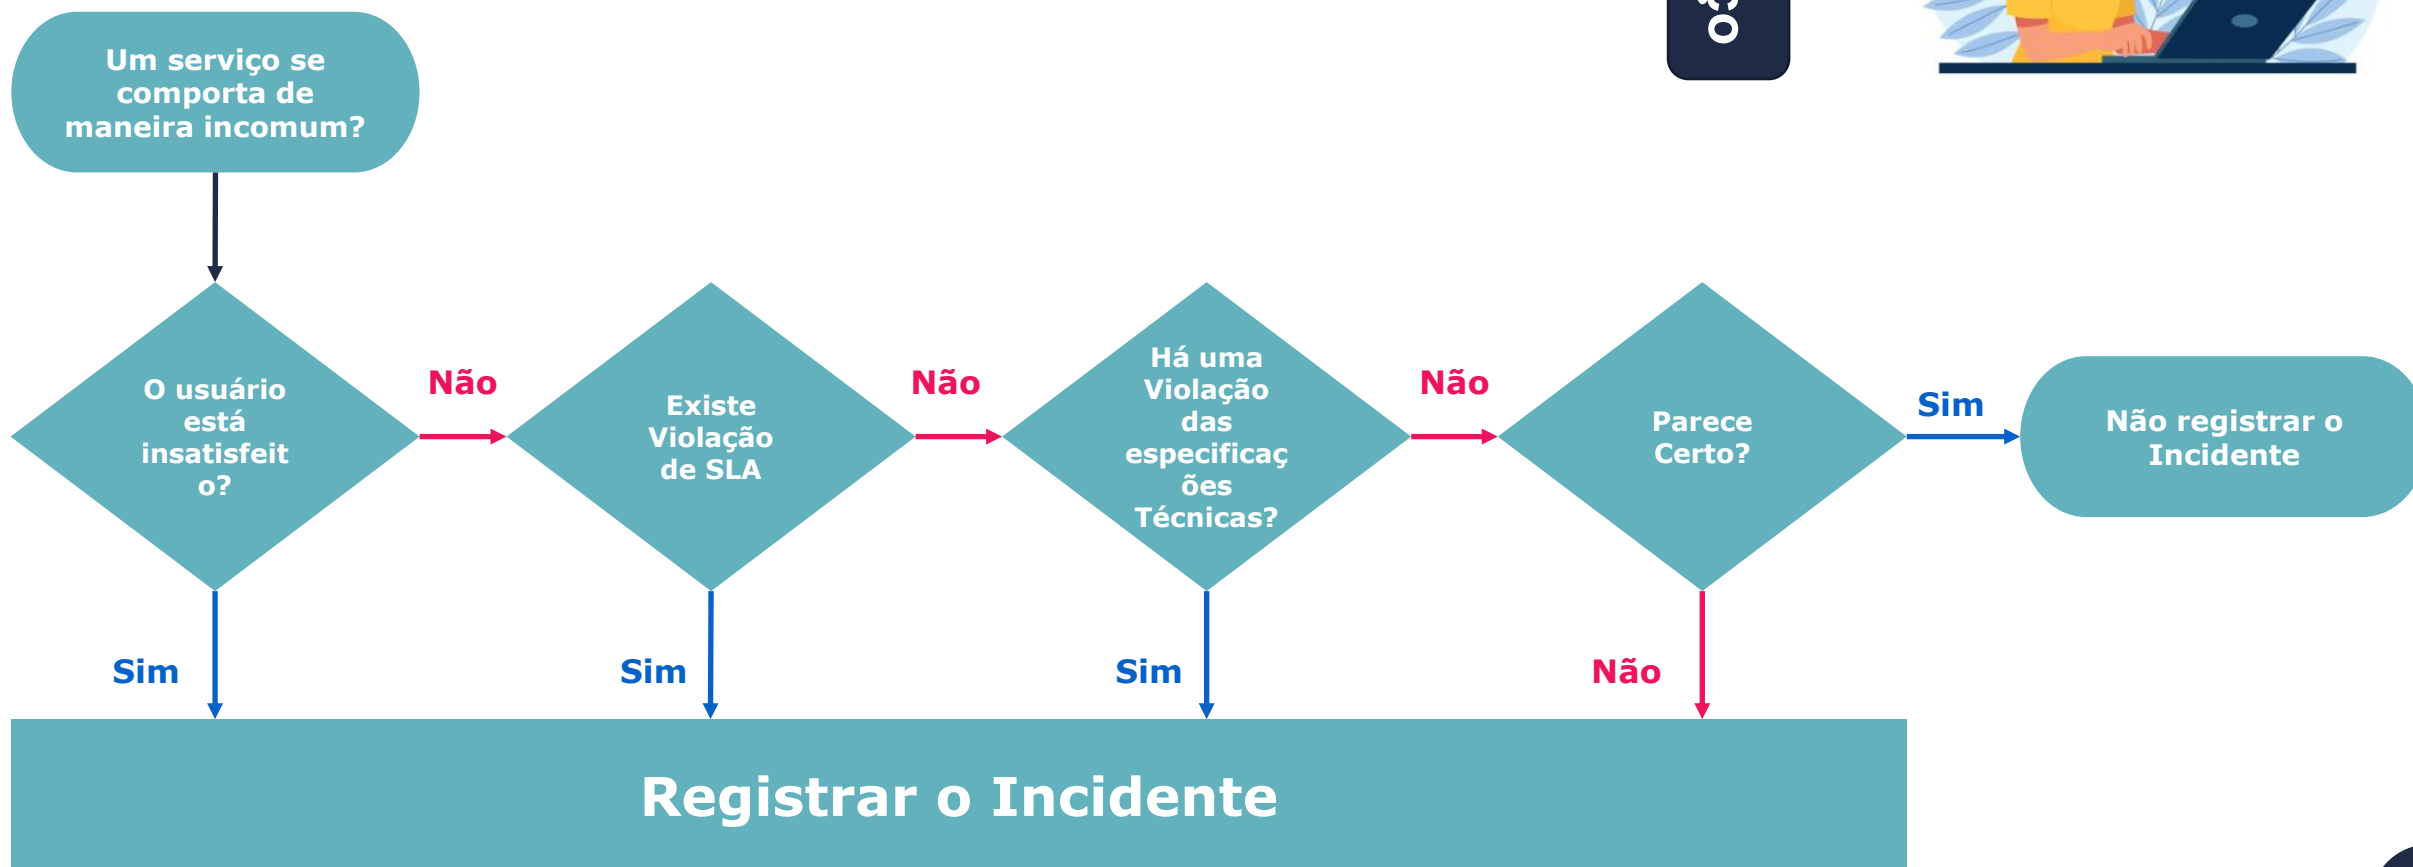 Um serviço se
comporta de
maneira incomum?
O usuário
está
insatisfeit
o?
Não
Existe
Violação
de SLA
Não
Há uma
Violação
das
especificaç
ões
Técnicas?
Não
Parece
Certo?
Sim
Não registrar o
Incidente
Sim
Sim
Sim
Não
Registrar o Incidente